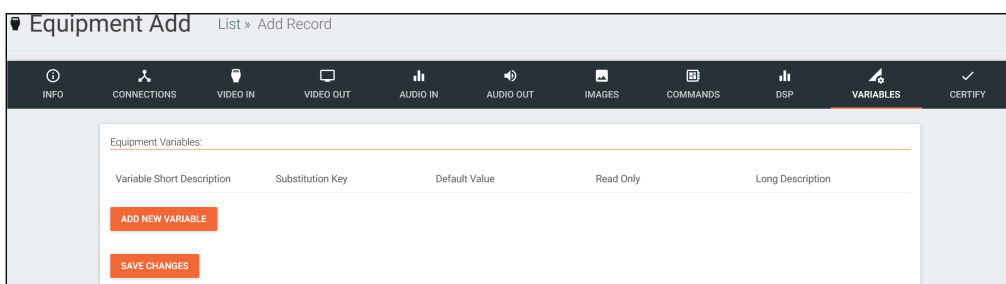 Equipment Add List » Add Record
INFO CONNECTIONS VIDEO IN VIDEO OUT AUDIO IN AUDIO OUT IMAGES COMMANDS DSP VARIABLES CERTIFY
Equipment Variables:
Variable Short Description Substitution Key Default Value Read Only Long Description
ADD NEW VARIABLE
SAVE CHANGES